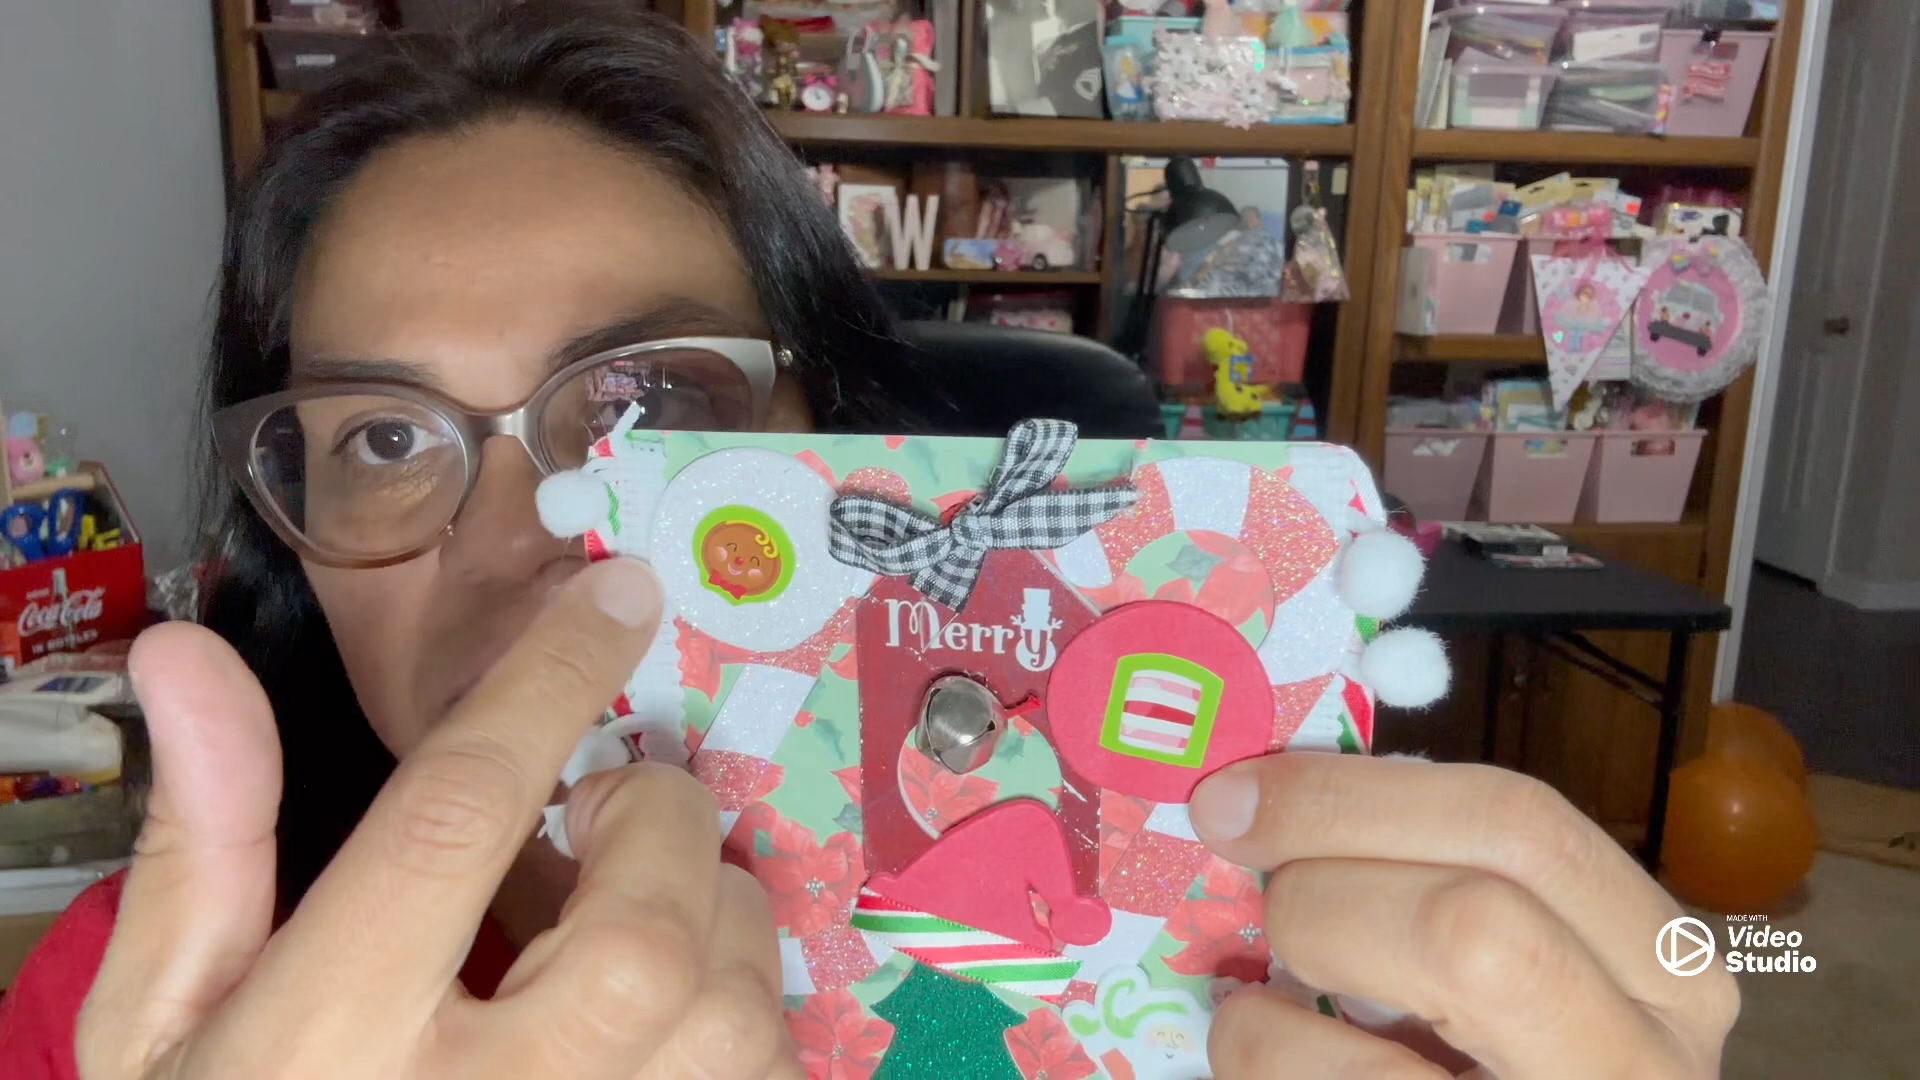 W
Merry
Coca-Cola
IN BOTTLES
MADE WITH
Video
Studio